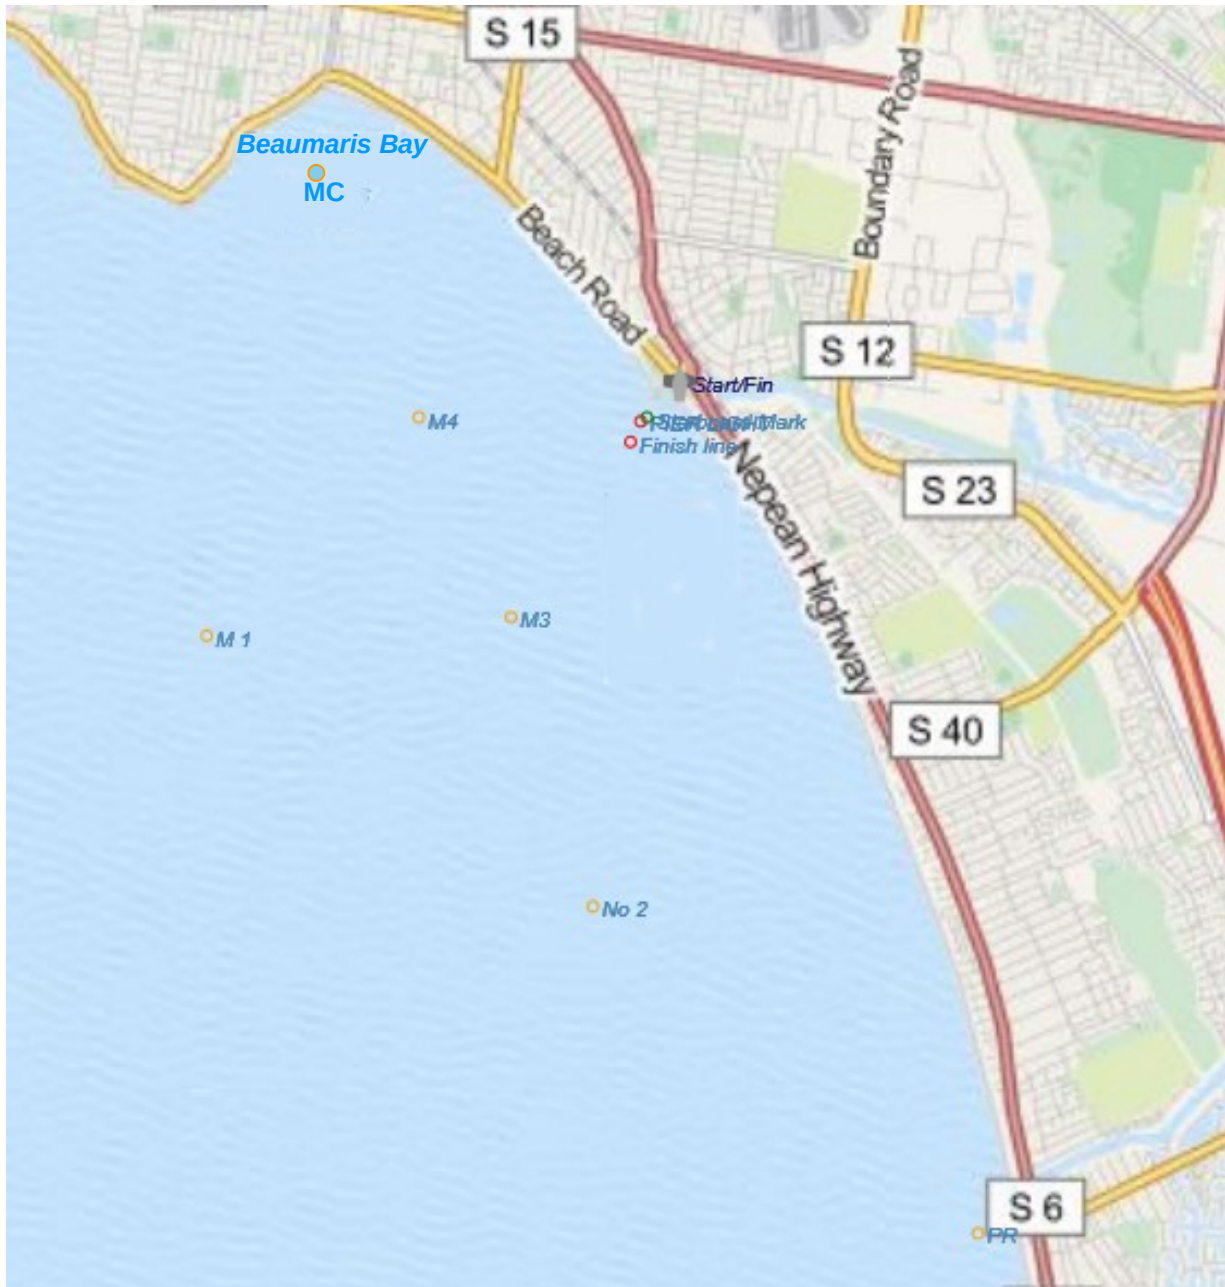 S 15
Boundary Road
Beaumaris Bay
MC
Beach Road
S 12
Start/Fin
M4
Mark
Finish line
Nepean Highway
S 23
M3
M 1
S 40
No 2
S 6
PR